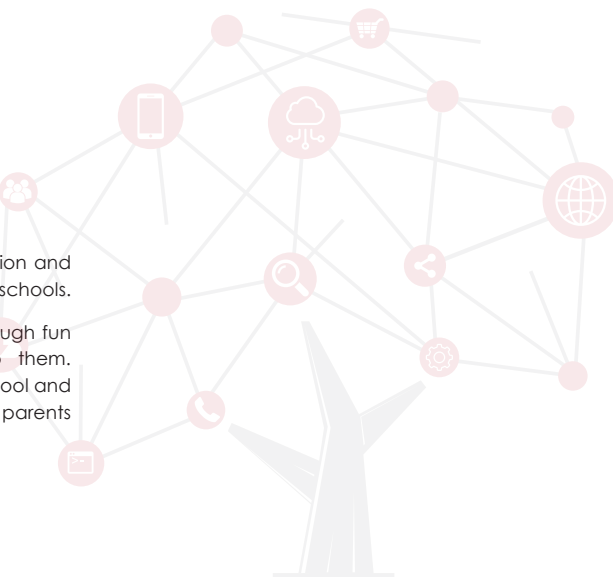 ion and
schools.
ugh fun
them.
ool and
parents
>-